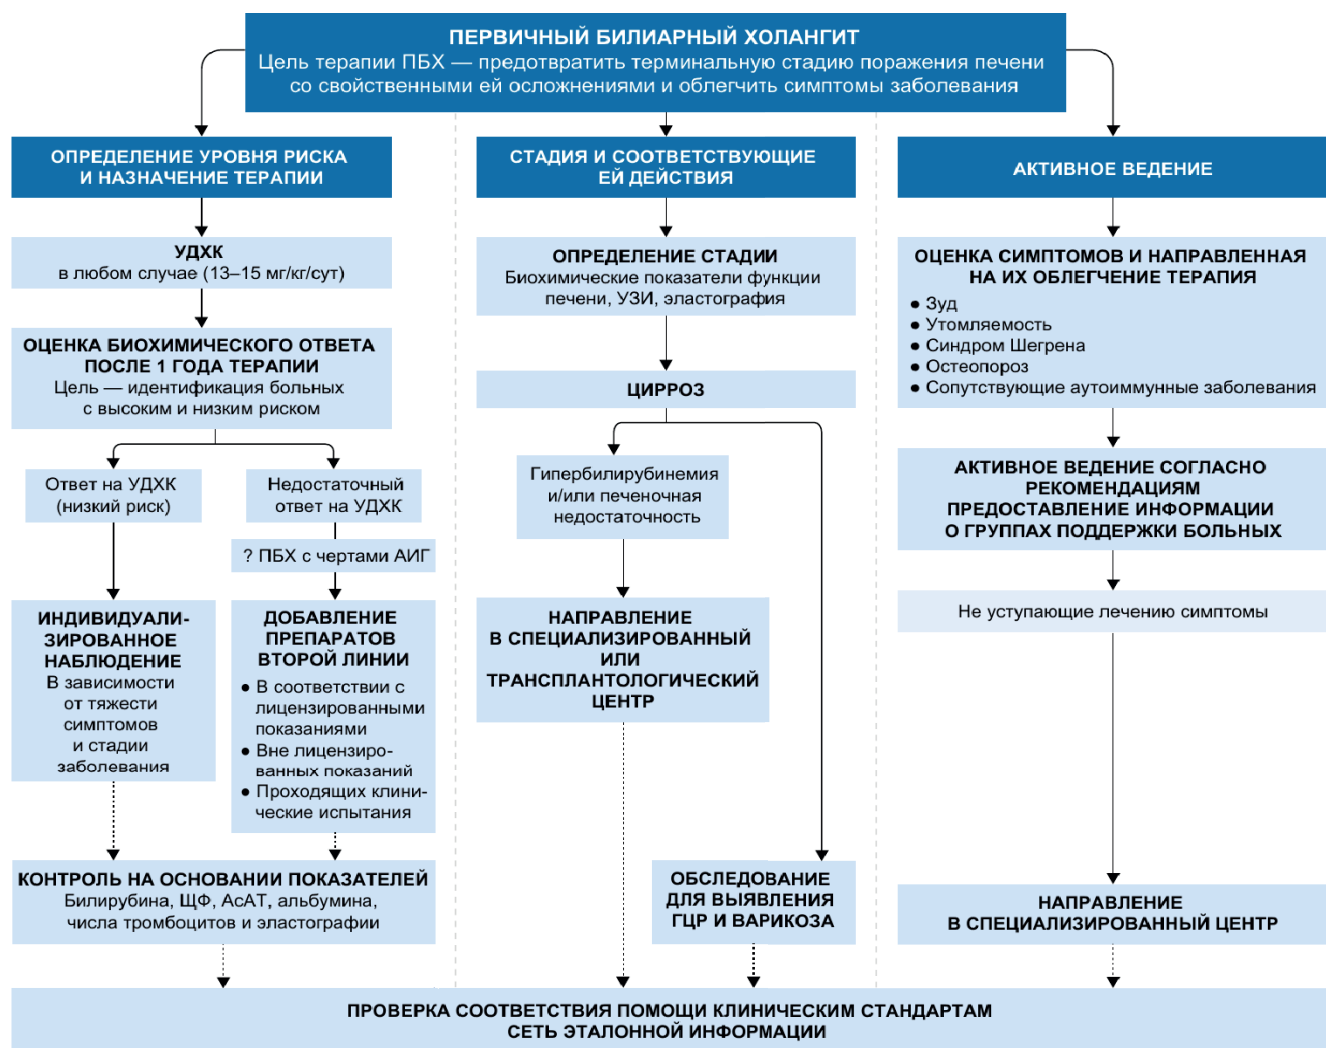 ПЕРВИЧНЫЙ БИЛИАРНЫЙ ХОЛАНГИТ
Цель терапии ПБХ — предотвратить терминальную стадию поражения печени
со свойственными ей осложнениями и облегчить симптомы заболевания
ОПРЕДЕЛЕНИЕ УРОВНЯ РИСКА
И НАЗНАЧЕНИЕ ТЕРАПИИ
УДХК
в любом случае (13–15 мг/кг/сут)
ОЦЕНКА БИОХИМИЧЕСКОГО ОТВЕТА
ПОСЛЕ 1 ГОДА ТЕРАПИИ
Цель — идентификация больных
с высоким и низким риском
Ответ на УДХК
(низкий риск)
Недостаточный
ответ на УДХК
? ПБХ с чертами АИГ
ИНДИВИДУАЛИ-
ЗИРОВАННОЕ
НАБЛЮДЕНИЕ
В зависимости
от тяжести
симптомов
и стадии
заболевания
ДОБАВЛЕНИЕ
ПРЕПАРАТОВ
ВТОРОЙ ЛИНИИ
● В соответствии с
лицензированными
показаниями
● Вне лицензиро-
ванных показаний
● Проходящих клини-
ческие испытания
КОНТРОЛЬ НА ОСНОВАНИИ ПОКАЗАТЕЛЕЙ
Билирубина, ЩФ, АсАТ, альбумина,
числа тромбоцитов и эластографии
СТАДИЯ И СООТВЕТСТВУЮЩИЕ
ЕЙ ДЕЙСТВИЯ
ОПРЕДЕЛЕНИЕ СТАДИИ
Биохимические показатели функции
печени, УЗИ, эластография
ЦИРРОЗ
Гипербилирубинемия
и/или печеночная
недостаточность
НАПРАВЛЕНИЕ
В СПЕЦИАЛИЗИРОВАННЫЙ
ИЛИ
ТРАНСПЛАНТОЛОГИЧЕСКИЙ
ЦЕНТР
ОБСЛЕДОВАНИЕ
ДЛЯ ВЫЯВЛЕНИЯ
ГЦР И ВАРИКОЗА
АКТИВНОЕ ВЕДЕНИЕ
ОЦЕНКА СИМПТОМОВ И НАПРАВЛЕННАЯ
НА ИХ ОБЛЕГЧЕНИЕ ТЕРАПИЯ
● Зуд
● Утомляемость
● Синдром Шегрена
● Остеопороз
● Сопутствующие аутоиммунные заболевания
АКТИВНОЕ ВЕДЕНИЕ СОГЛАСНО
РЕКОМЕНДАЦИЯМ
ПРЕДОСТАВЛЕНИЕ ИНФОРМАЦИИ
О ГРУППАХ ПОДДЕРЖКИ БОЛЬНЫХ
Не уступающие лечению симптомы
НАПРАВЛЕНИЕ
В СПЕЦИАЛИЗИРОВАННЫЙ ЦЕНТР
ПРОВЕРКА СООТВЕТСТВИЯ ПОМОЩИ КЛИНИЧЕСКИМ СТАНДАРТАМ
СЕТЬ ЭТАЛОННОЙ ИНФОРМАЦИИ